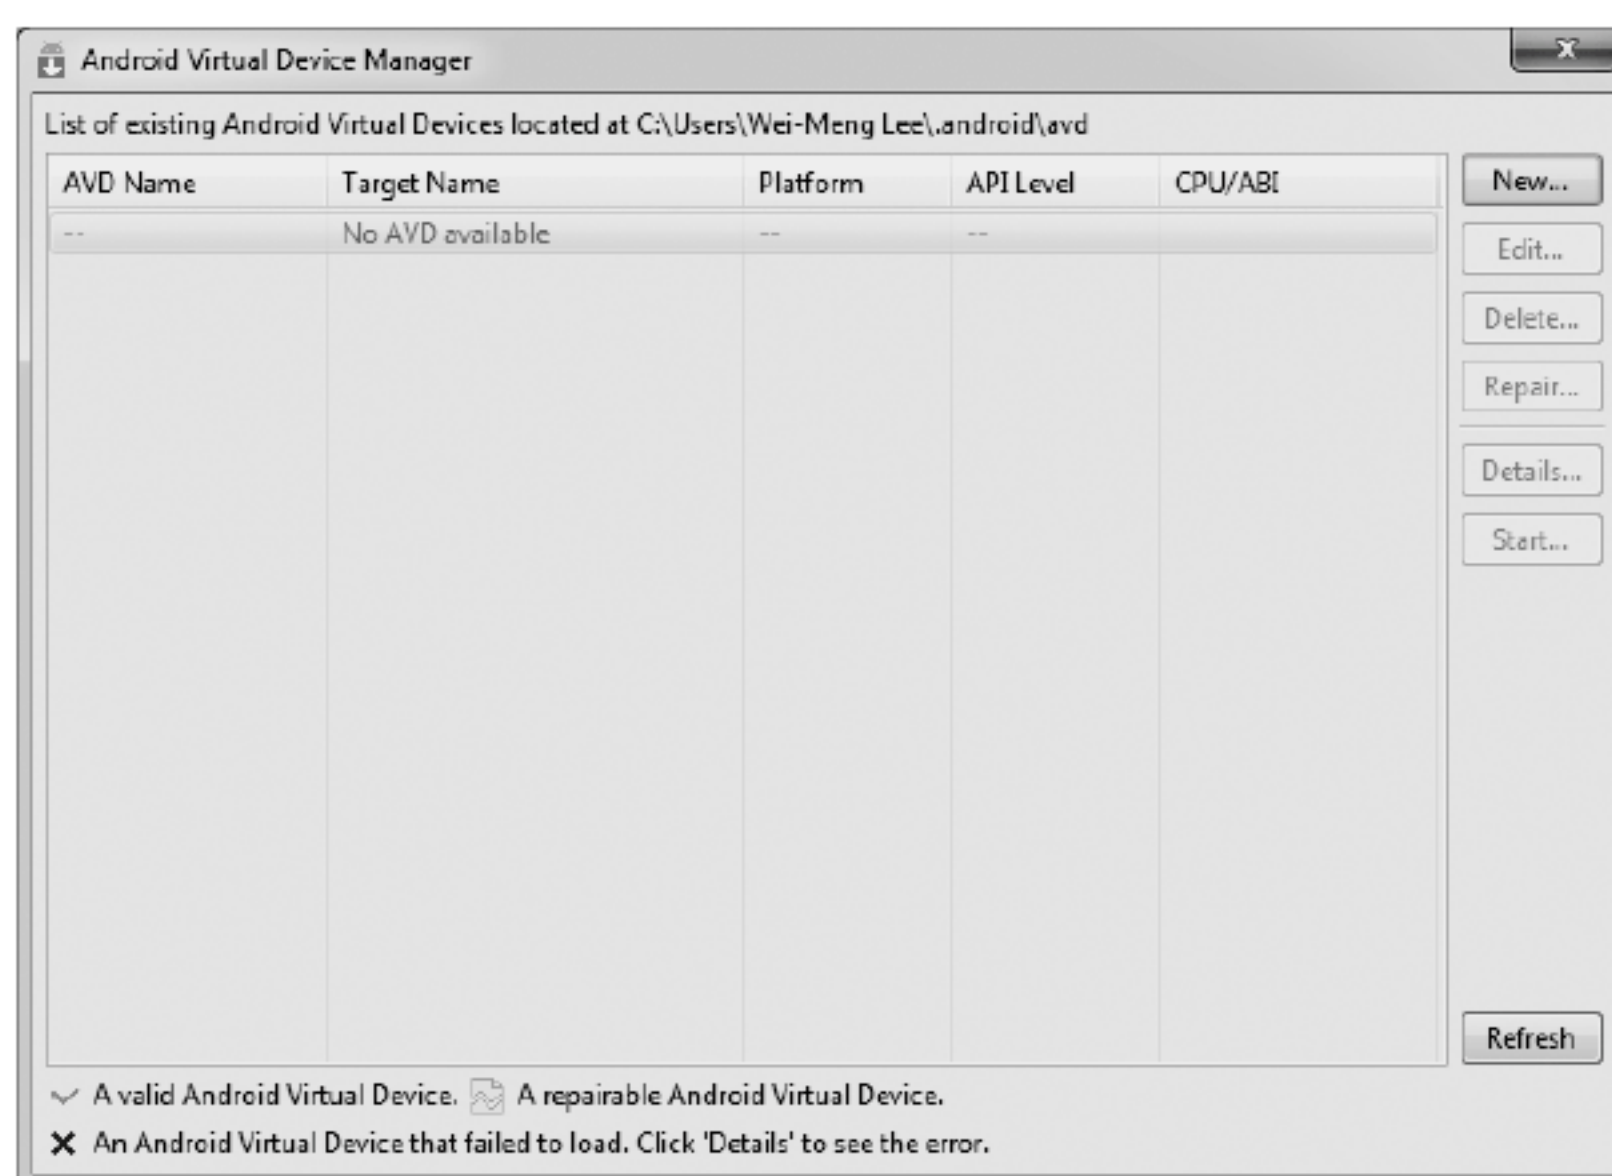 Android Virtual Device Manager
x
List of existing Android Virtual Devices located at C:\Users\Wei-Meng Lee\.android\avd
AVD Name Target Name Platform API Level CPU/ABI
-- No AVD available -- --
New...
Edit...
Delete...
Repair...
Details...
Start...
Refresh
A valid Android Virtual Device. A repairable Android Virtual Device.
An Android Virtual Device that failed to load. Click 'Details' to see the error.